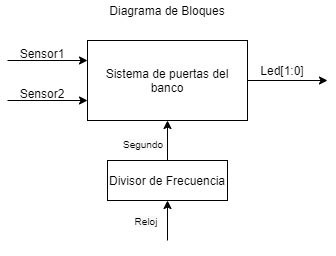 Diagrama de Bloques
Sensor1
Sistema de puertas del
banco
Led[1:0]
Sensor2
Segundo
Divisor de Frecuencia
Reloj